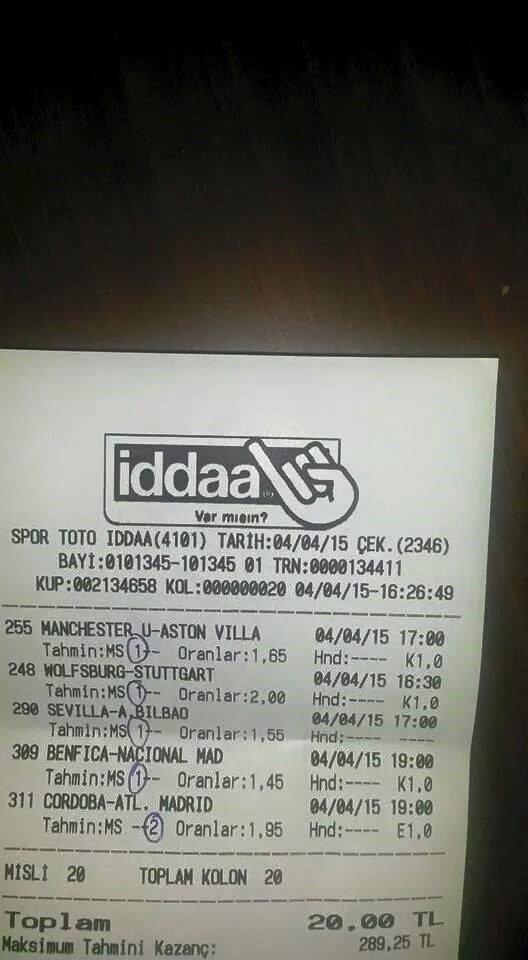 iddaa
Var mısın?
SPOR TOTO IDDAA(4101) TARİH:04/04/15 ÇEK.(2346)
BAYİ:0101345-101345 01 TRN:0000134411
KUP:002134658 KOL:000000020 04/04/15-16:26:49
255 MANCHESTER U-ASTON VILLA 04/04/15 17:00
Tahmin:MS 1-- Oranlar:1,65 Hnd:---- K1,0
248 WOLFSBURG-STUTTGART 04/04/15 16:30
Tahmin:MS 1-- Oranlar:2,00 Hnd:---- K1,0
290 SEVILLA-A.BILBAO 04/04/15 17:00
Tahmin:MS 1-- Oranlar:1,55 Hnd:---- ----
309 BENFICA-NACIONAL MAD 04/04/15 19:00
Tahmin:MS 1-- Oranlar:1,45 Hnd:---- K1,0
311 CORDOBA-ATL. MADRID 04/04/15 19:00
Tahmin:MS --2 Oranlar:1,95 Hnd:---- E1,0
MİSLİ 20 TOPLAM KOLON 20
Toplam 20.00 TL
Maksimum Tahmini Kazanç: 289,25 TL